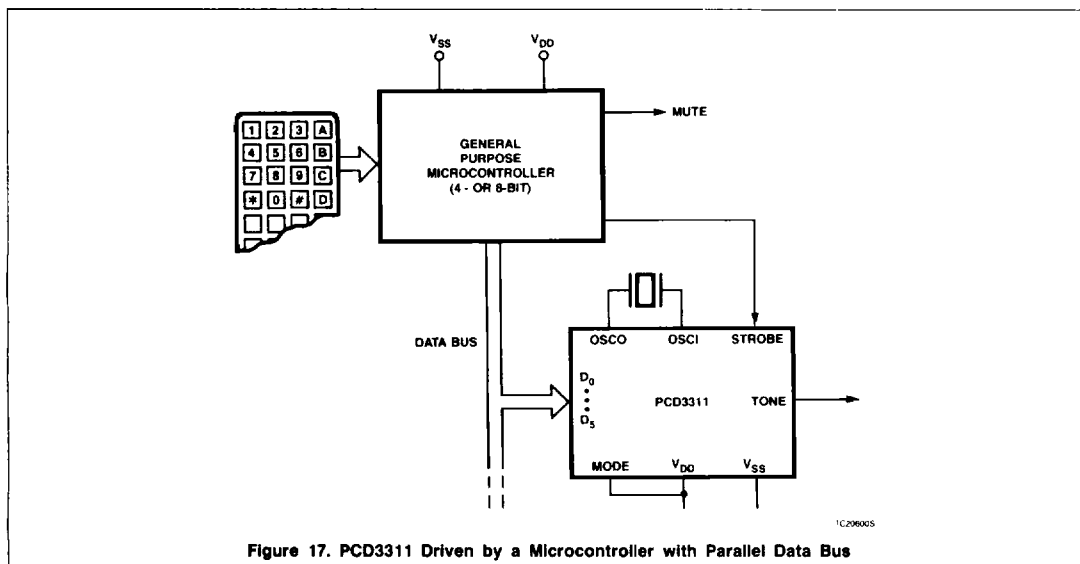 V_SS V_DD
MUTE
GENERAL
PURPOSE
MICROCONTROLLER
(4 - OR 8-BIT)
1 2 3 A
4 5 6 B
7 8 9 C
* 0 # D
DATA BUS
OSCO OSCI STROBE
D_0
D_5
PCD3311 TONE
MODE V_DD V_SS
TC20600S
Figure 17. PCD3311 Driven by a Microcontroller with Parallel Data Bus